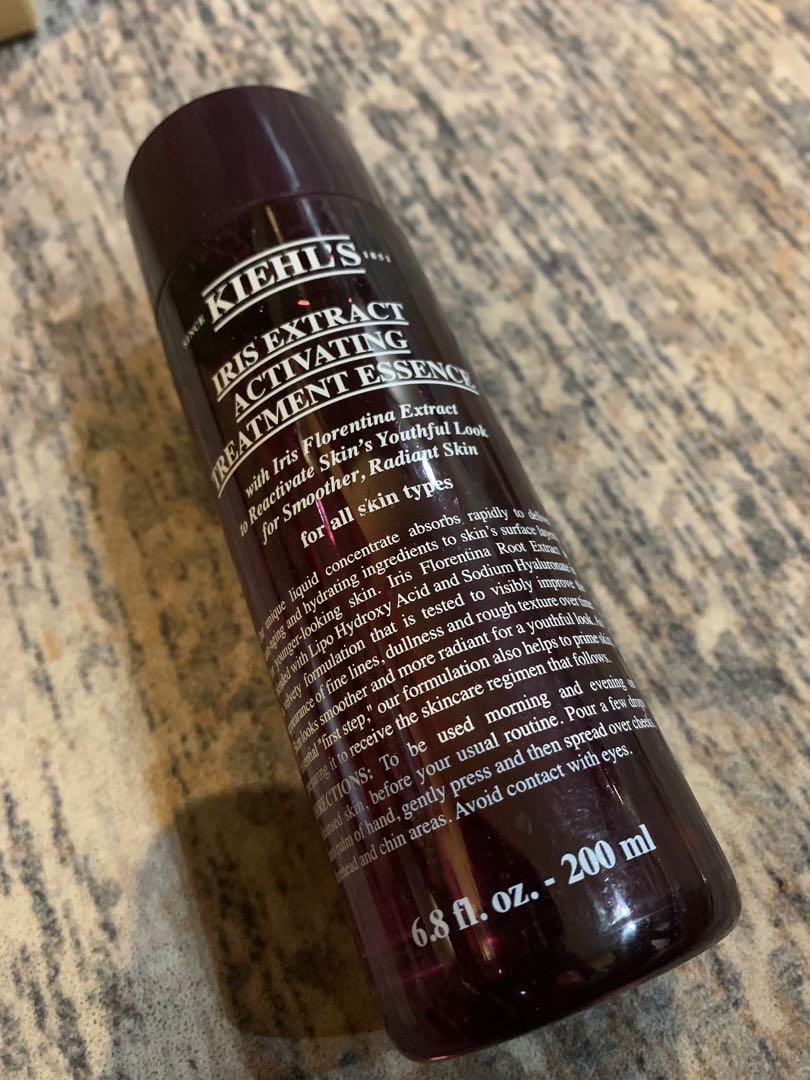 SINCE KIEHL'S 1851
IRIS EXTRACT
ACTIVATING
TREATMENT ESSENCE
with Iris Florentina Extract
to Reactivate Skin's Youthful Look
for Smoother, Radiant Skin
for all skin types
unique liquid concentrate absorbs rapidly to
-aging and hydrating ingredients to skin's surface layers
younger-looking skin. Iris Florentina Root Extract
with Lipo Hydroxy Acid and Sodium Hyaluronate
velvety formulation that is tested to visibly improve the
of fine lines, dullness and rough texture over time.
looks smoother and more radiant for a youthful look.
"first step," our formulation also helps to prime skin
it to receive the skincare regimen that follows.
To be used morning and evening on
skin, before your usual routine. Pour a few drops
palm of hand, gently press and then spread over cheeks,
and chin areas. Avoid contact with eyes.
6.8 fl. oz. - 200 ml